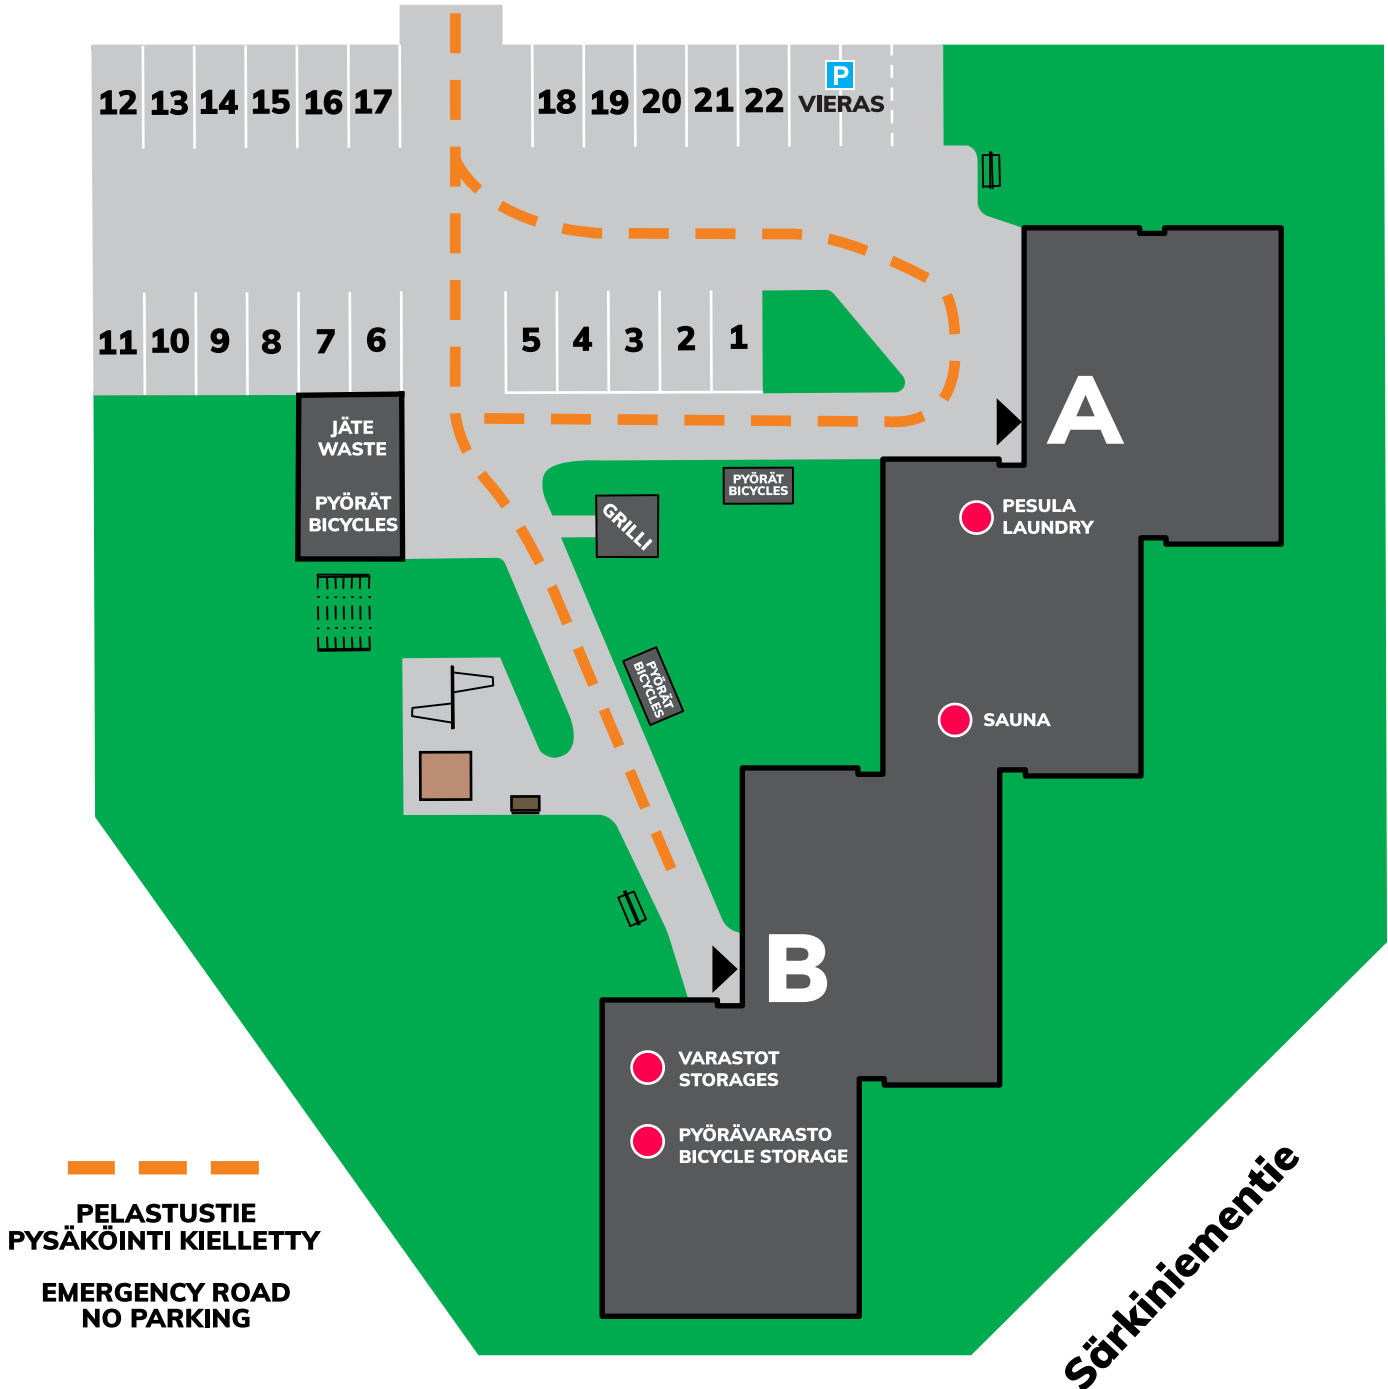 12 13 14 15 16 17 18 19 20 21 22
P
VIERAS
11 10 9 8 7 6 5 4 3 2 1
JÄTE
WASTE
PYÖRÄT
BICYCLES
A
PYÖRÄT
BICYCLES
GRILLI
PESULA
LAUNDRY
PYÖRÄT
BICYCLES
SAUNA
B
VARASTOT
STORAGES
PYÖRÄVARASTO
BICYCLE STORAGE
PELASTUSTIE
PYSÄKÖINTI KIELLETTY
EMERGENCY ROAD
NO PARKING
Särkiniementie